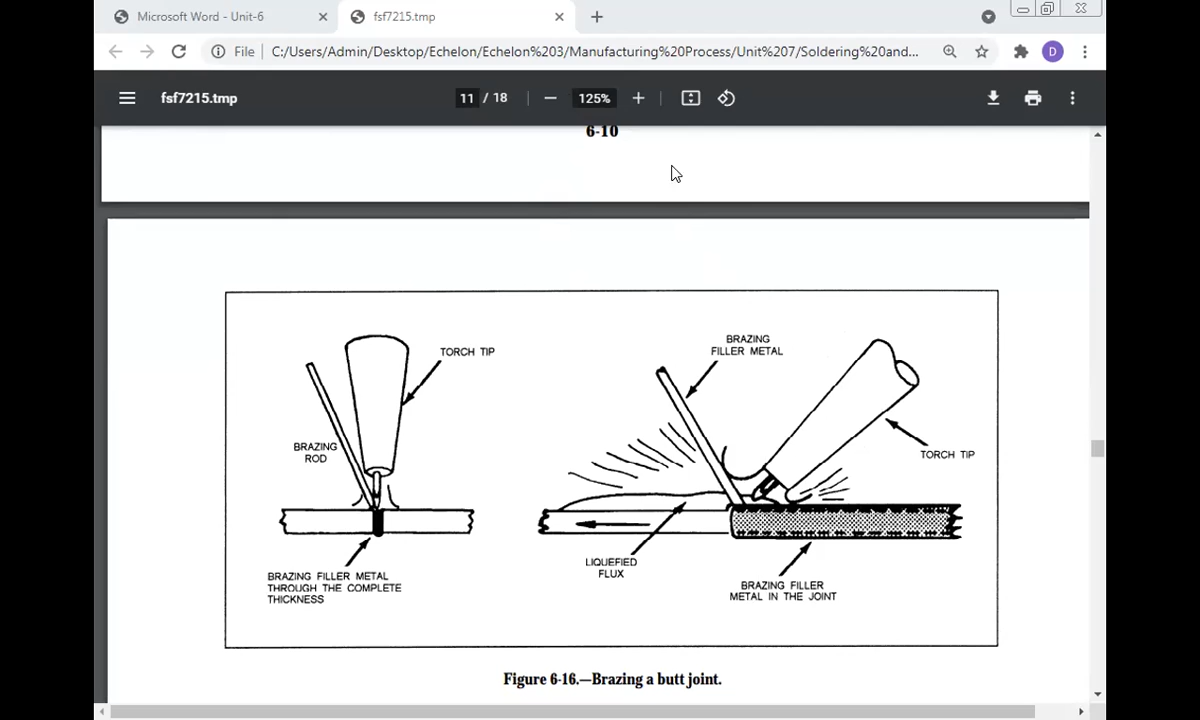 Microsoft Word - Unit-6
fsf7215.tmp
File
C:/Users/Admin/Desktop/Echelon/Echelon%203/Manufacturing%20Process/Unit%207/Soldering%20and...
D
fsf7215.tmp
11 / 18
125%
6-10
TORCH TIP
BRAZING
ROD
BRAZING FILLER METAL
THROUGH THE COMPLETE
THICKNESS
BRAZING
FILLER METAL
TORCH TIP
LIQUEFIED
FLUX
BRAZING FILLER
METAL IN THE JOINT
Figure 6-16.—Brazing a butt joint.